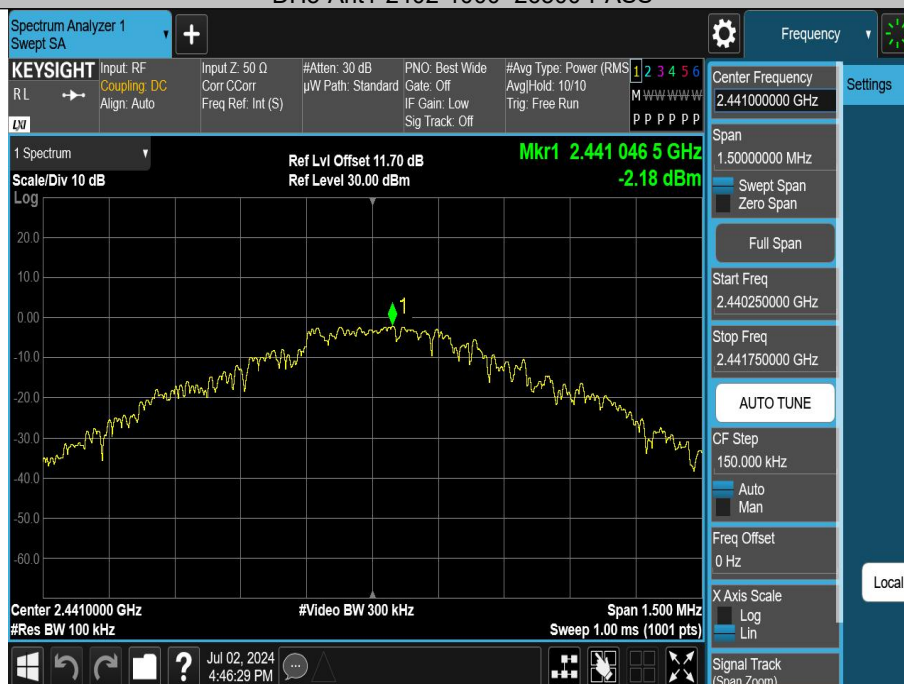 Spectrum Analyzer 1
Swept SA
+
Frequency
KEYSIGHT
RL
LXI
Input: RF
Coupling: DC
Align: Auto
Input Z: 50 Ω
Corr CCorr
Freq Ref: Int (S)
#Atten: 30 dB
µW Path: Standard
PNO: Best Wide
Gate: Off
IF Gain: Low
Sig Track: Off
#Avg Type: Power (RMS
Avg|Hold: 10/10
Trig: Free Run
1 2 3 4 5 6
M W W W W W
P P P P P P
1 Spectrum
Scale/Div 10 dB
Log
Ref Lvl Offset 11.70 dB
Ref Level 30.00 dBm
Mkr1 2.441 046 5 GHz
-2.18 dBm
1
20.0
10.0
0.00
-10.0
-20.0
-30.0
-40.0
-50.0
-60.0
Center 2.4410000 GHz
#Res BW 100 kHz
#Video BW 300 kHz
Span 1.500 MHz
Sweep 1.00 ms (1001 pts)
Center Frequency
2.441000000 GHz
Span
1.50000000 MHz
Swept Span
Zero Span
Full Span
Start Freq
2.440250000 GHz
Stop Freq
2.441750000 GHz
AUTO TUNE
CF Step
150.000 kHz
Auto
Man
Freq Offset
0 Hz
X Axis Scale
Log
Lin
Signal Track
(Span Zoom)
Settings
Local
?
Jul 02, 2024
4:46:29 PM